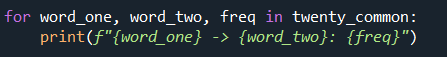 for word_one, word_two, freq in twenty_common:
    print(f"{word_one} -> {word_two}: {freq}")